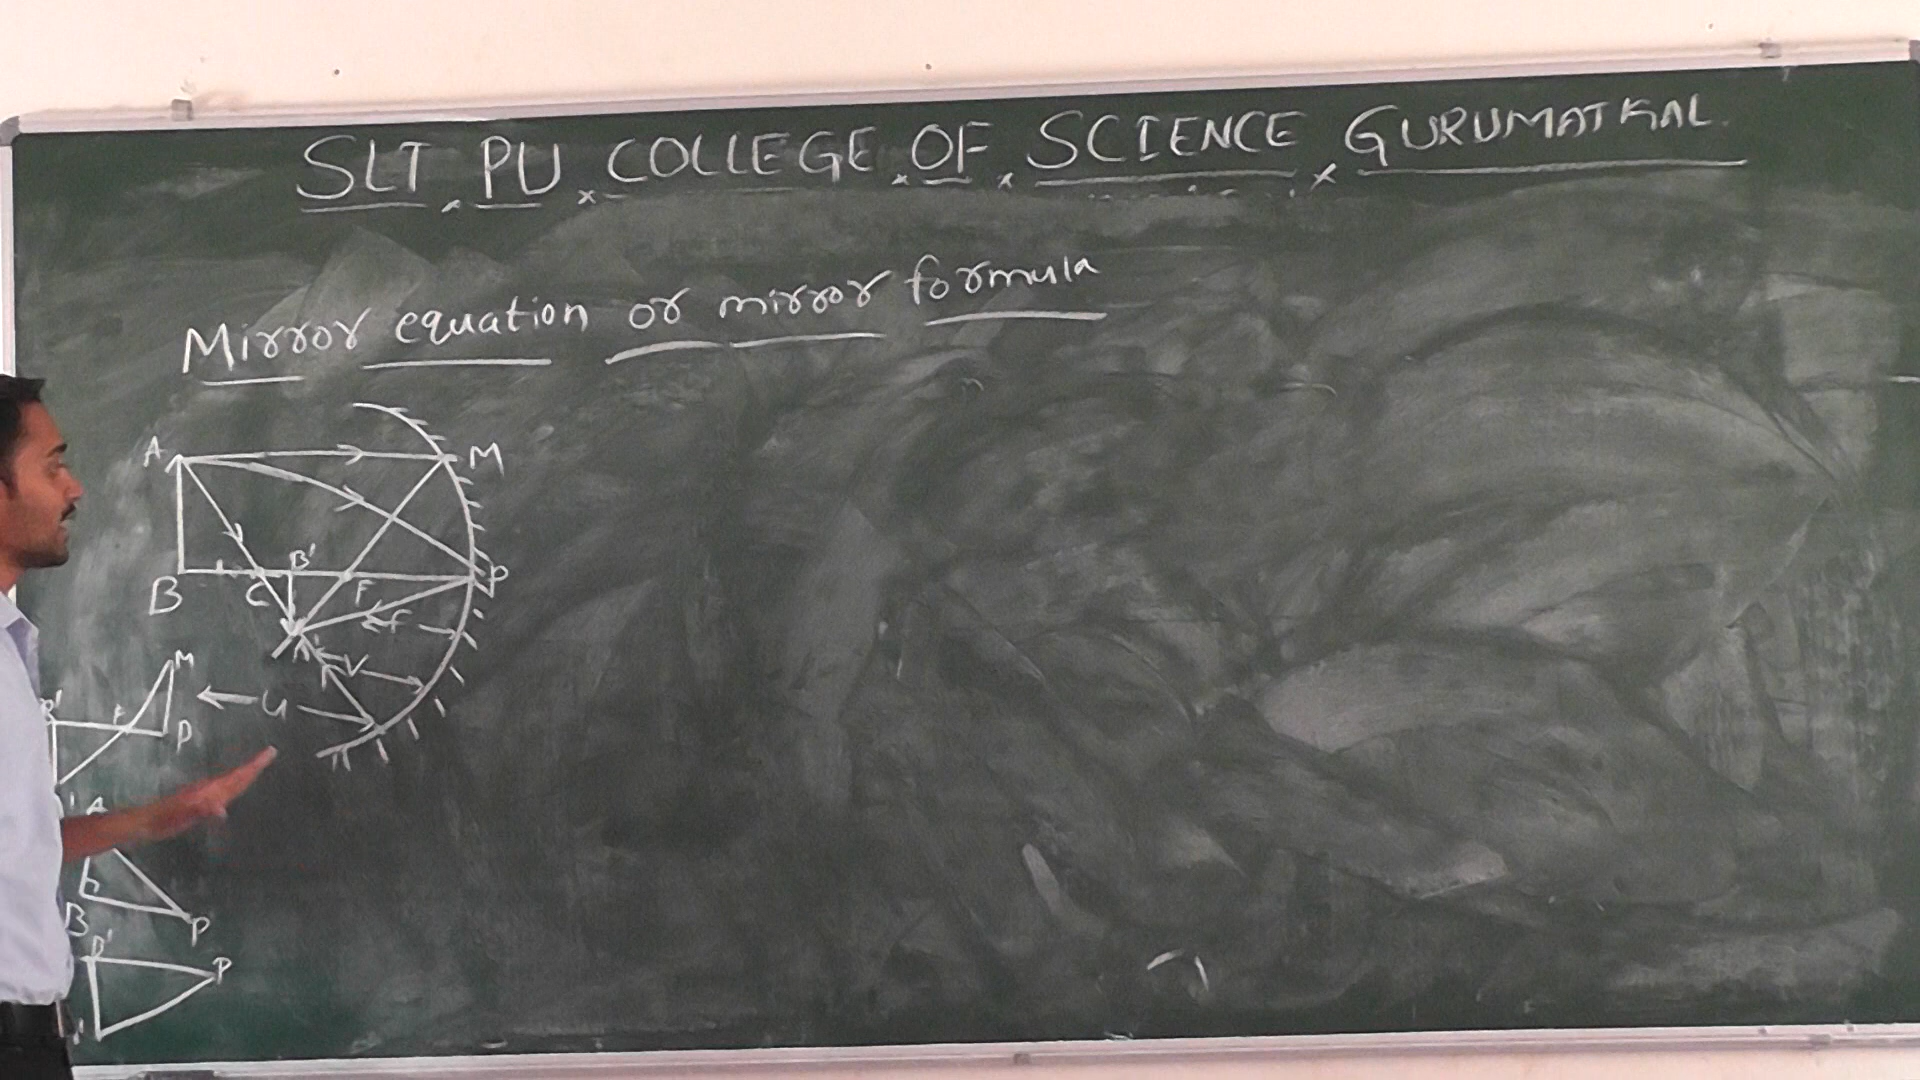 SLT PU COLLEGE OF SCIENCE GURUMATKAL
Mirror equation or mirror formula
A M
B C B' F P
f
A'
V
u
M
B' F P
A
B P
B' P